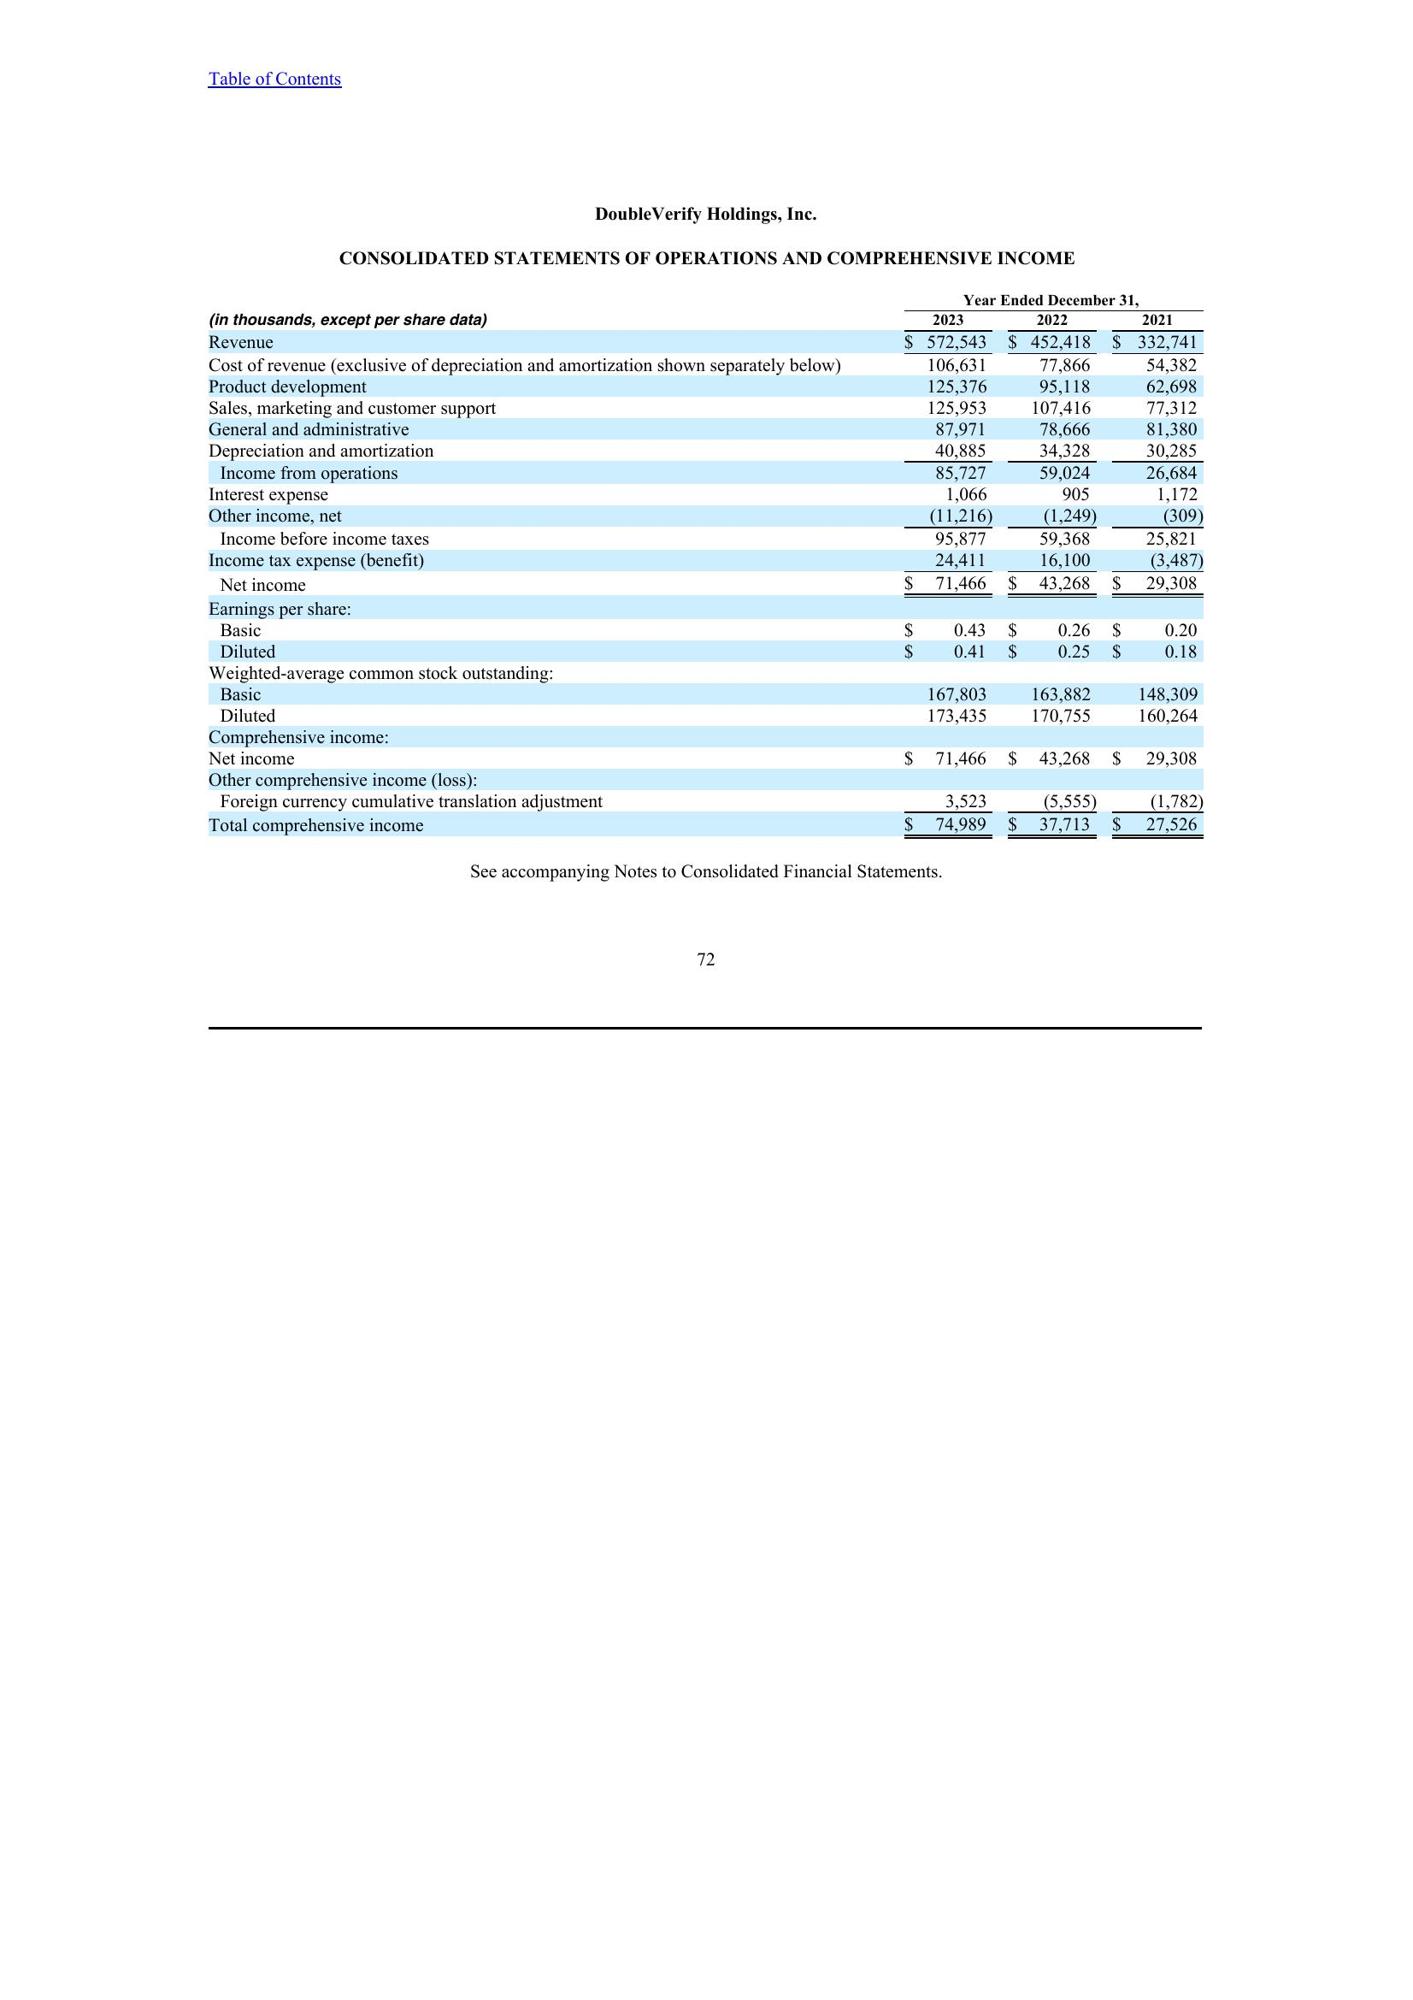 Table of Contents
DoubleVerify Holdings, Inc.
CONSOLIDATED STATEMENTS OF OPERATIONS AND COMPREHENSIVE INCOME
Year Ended December 31,
(in thousands, except per share data) 2023 2022 2021
Revenue $ 572,543 $ 452,418 $ 332,741
Cost of revenue (exclusive of depreciation and amortization shown separately below) 106,631 77,866 54,382
Product development 125,376 95,118 62,698
Sales, marketing and customer support 125,953 107,416 77,312
General and administrative 87,971 78,666 81,380
Depreciation and amortization 40,885 34,328 30,285
Income from operations 85,727 59,024 26,684
Interest expense 1,066 905 1,172
Other income, net (11,216) (1,249) (309)
Income before income taxes 95,877 59,368 25,821
Income tax expense (benefit) 24,411 16,100 (3,487)
Net income $ 71,466 $ 43,268 $ 29,308
Earnings per share:
Basic $ 0.43 $ 0.26 $ 0.20
Diluted $ 0.41 $ 0.25 $ 0.18
Weighted-average common stock outstanding:
Basic 167,803 163,882 148,309
Diluted 173,435 170,755 160,264
Comprehensive income:
Net income $ 71,466 $ 43,268 $ 29,308
Other comprehensive income (loss):
Foreign currency cumulative translation adjustment 3,523 (5,555) (1,782)
Total comprehensive income $ 74,989 $ 37,713 $ 27,526
See accompanying Notes to Consolidated Financial Statements.
72